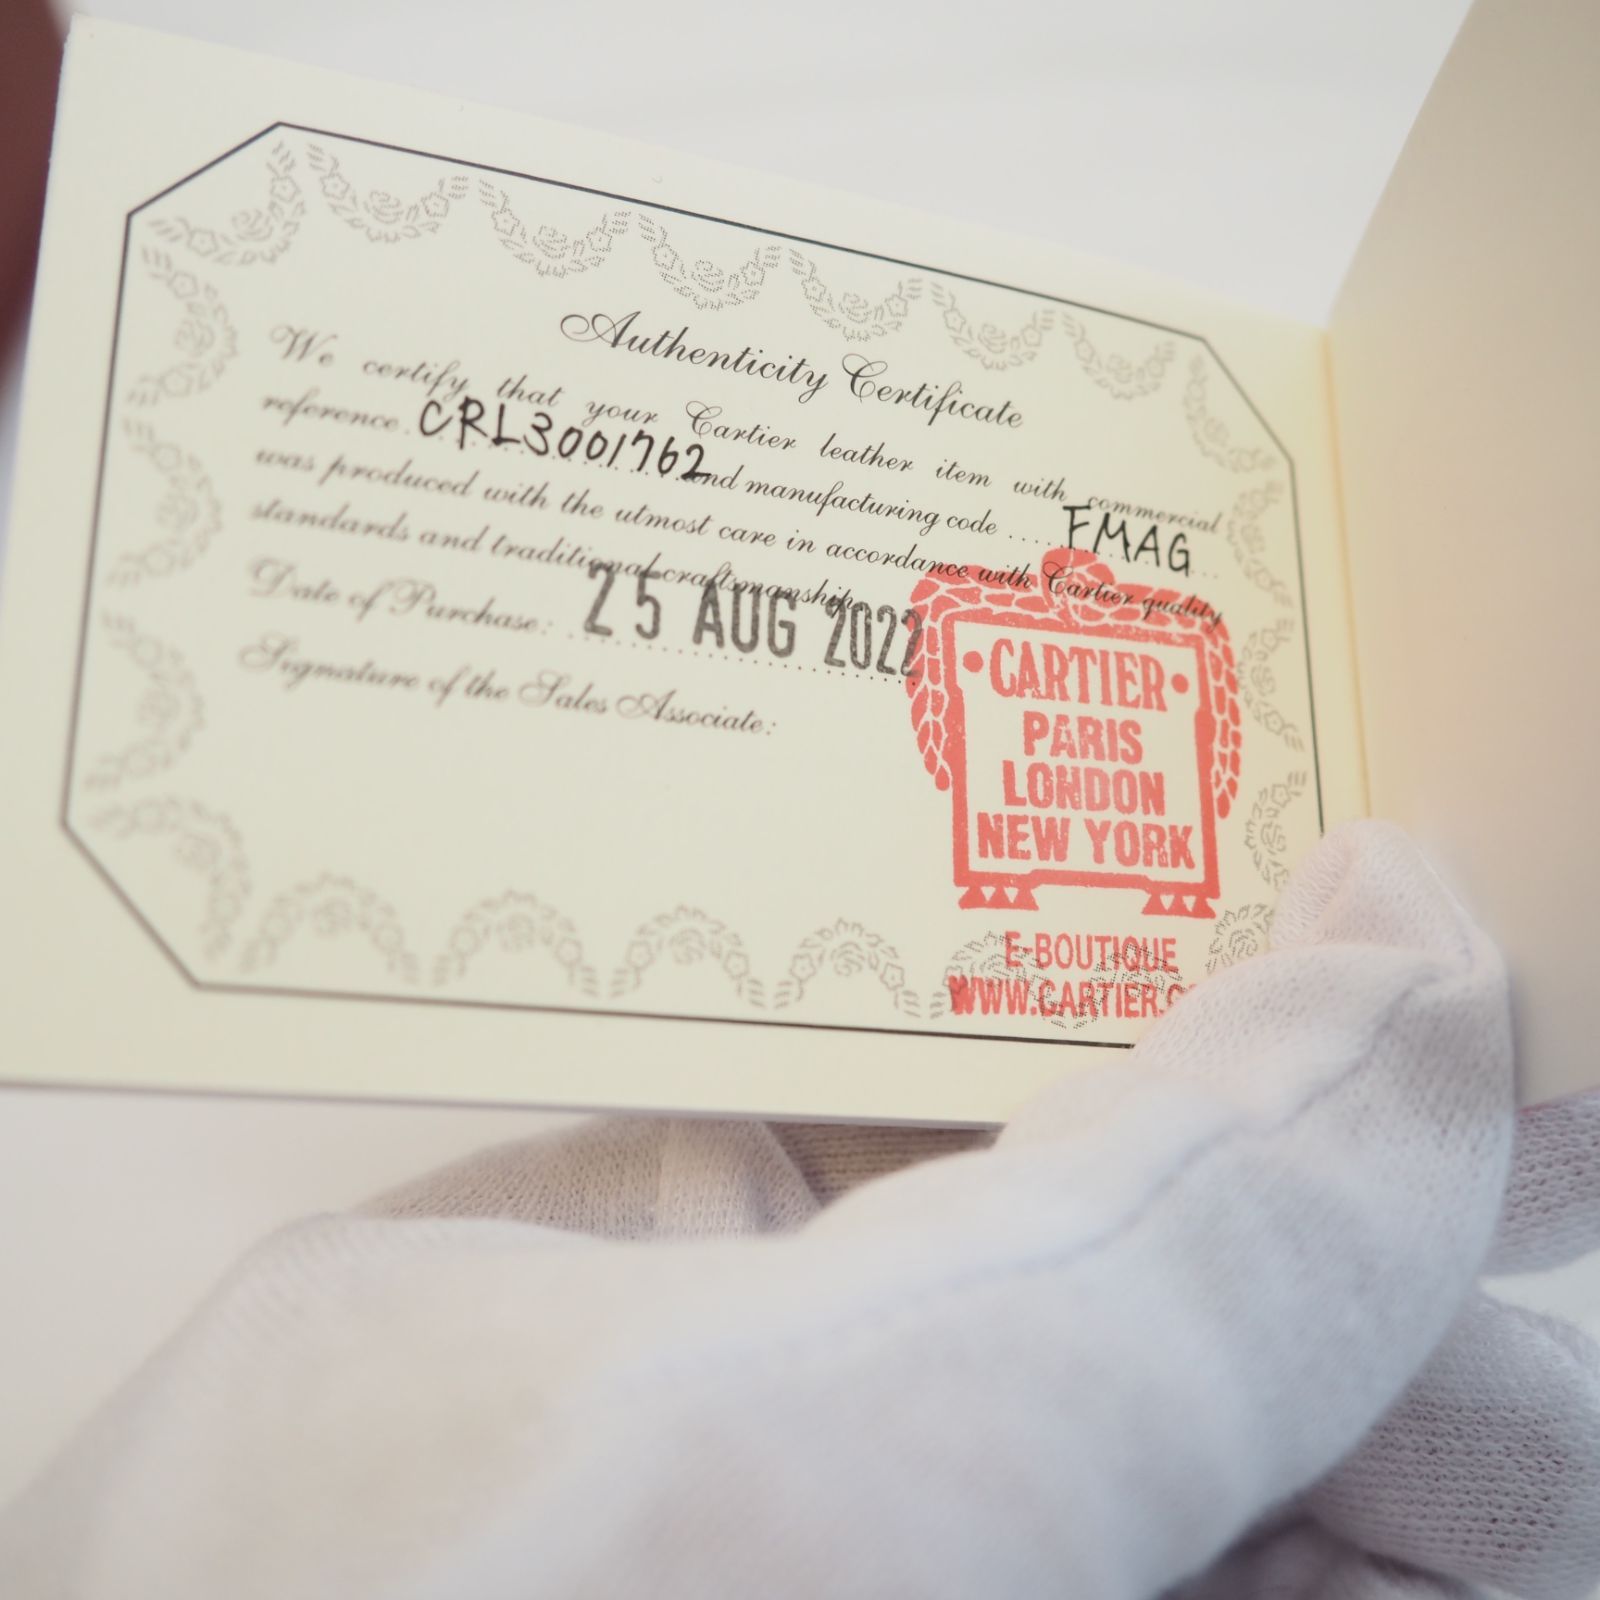 Authenticity Certificate
We certify that your Cartier leather item with commercial
reference CRL3001762 and manufacturing code ..... FMAG ..
was produced with the utmost care in accordance with Cartier quality
standards and traditional craftsmanship.
Date of Purchase: 25 AUG 2022
Signature of the Sales Associate:
CARTIER
PARIS
LONDON
NEW YORK
E-BOUTIQUE
WWW.CARTIER.C